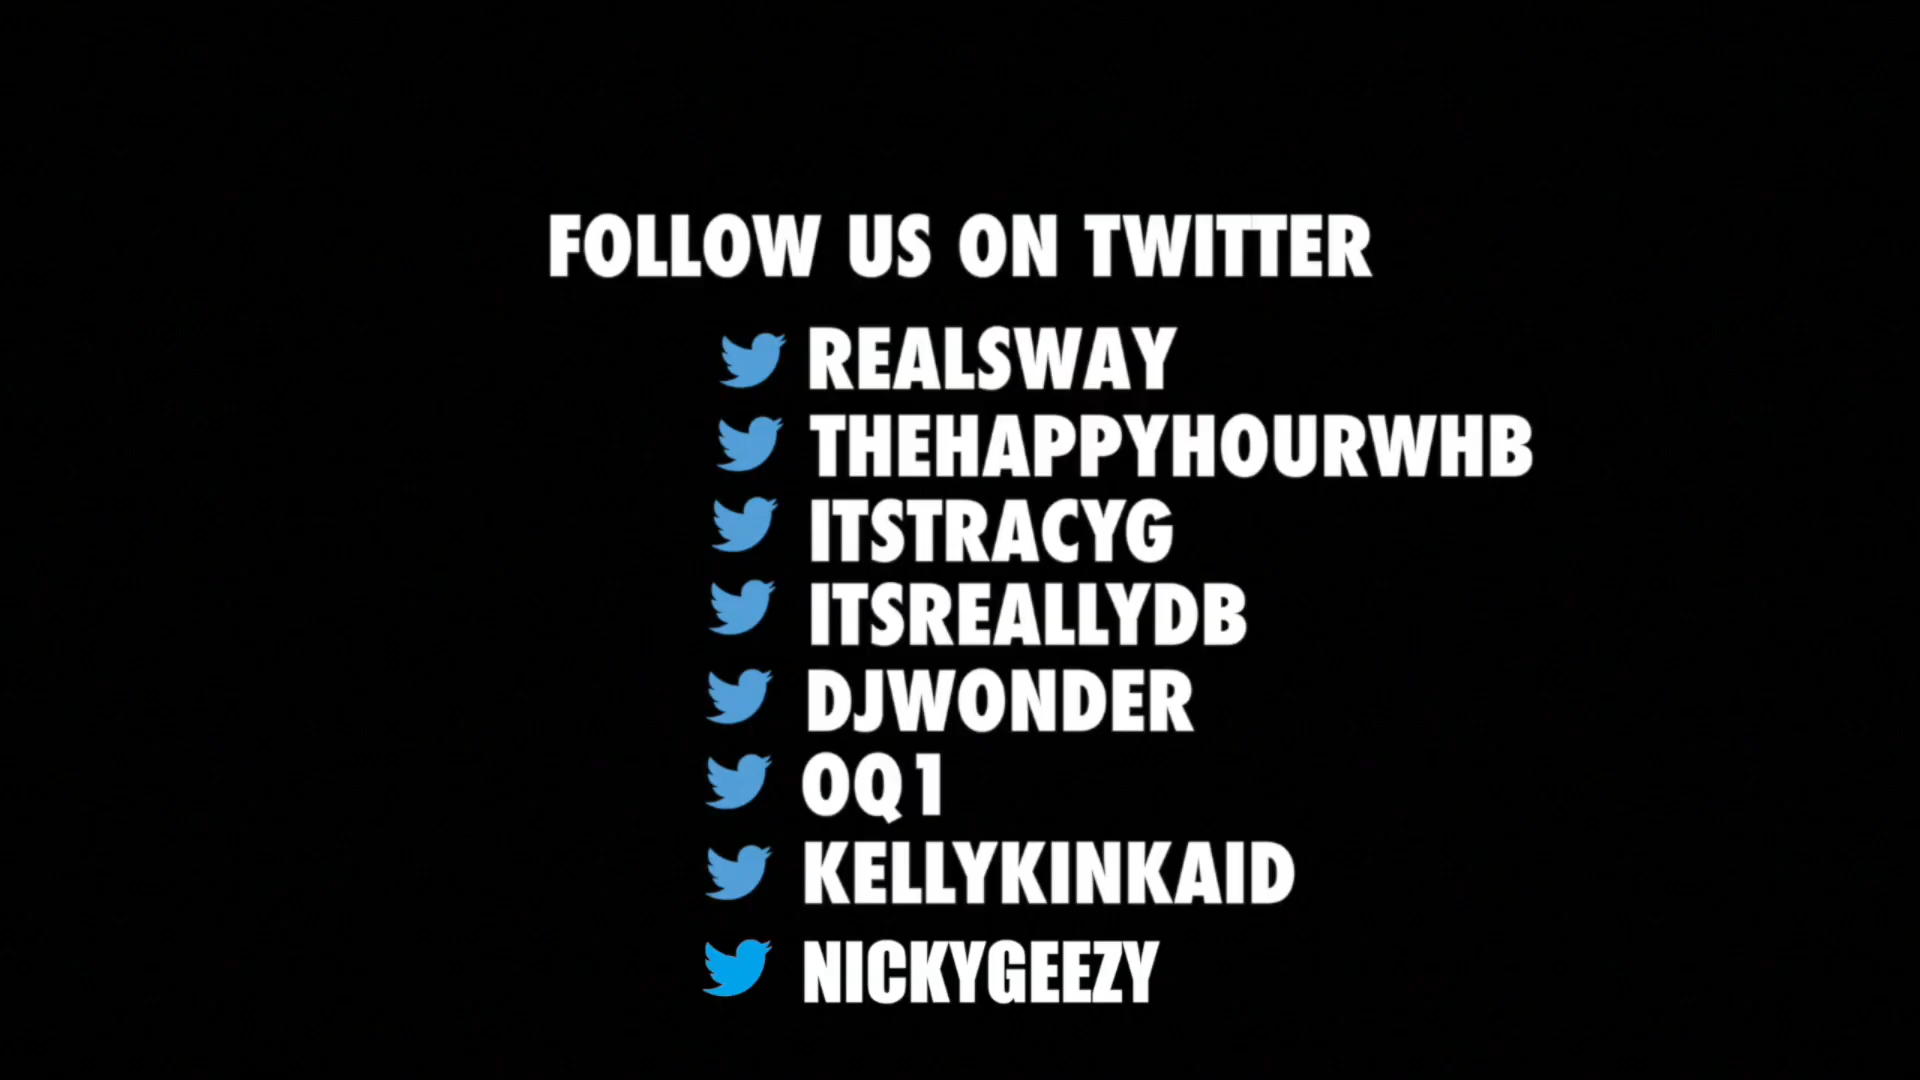 FOLLOW US ON TWITTER
REALSWAY
THEHAPPYHOURWHB
ITSTRACYG
ITSREALLYDB
DJWONDER
OQ1
KELLYKINKAID
NICKYGEEZY